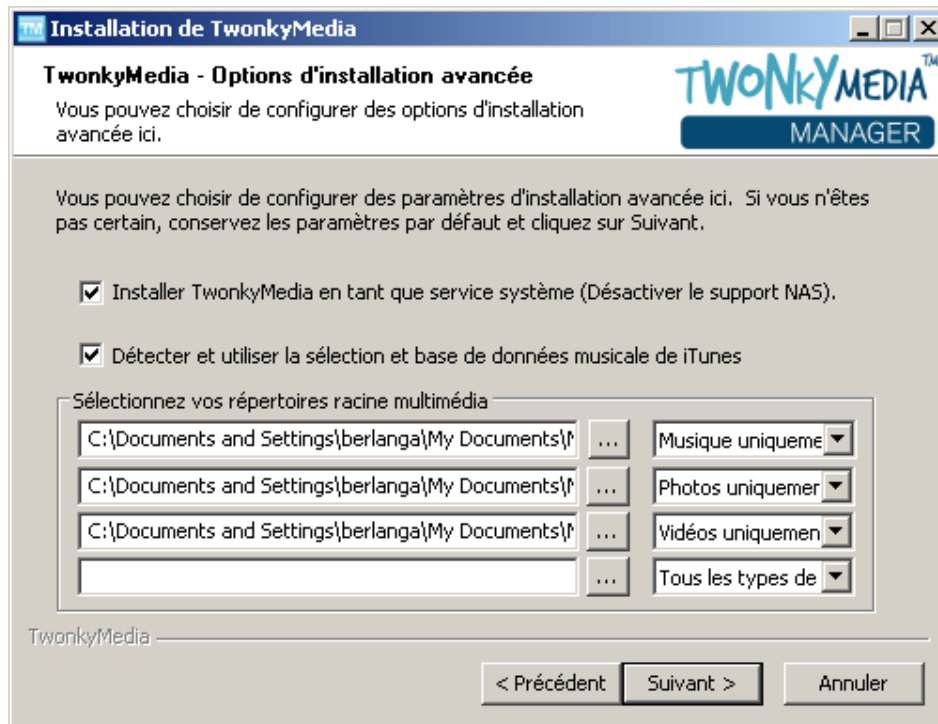 TM Installation de TwonkyMedia
TwonkyMedia - Options d'installation avancée
Vous pouvez choisir de configurer des options d'installation
avancée ici.
TWONKYMEDIA™
MANAGER
Vous pouvez choisir de configurer des paramètres d'installation avancée ici. Si vous n'êtes
pas certain, conservez les paramètres par défaut et cliquez sur Suivant.
Installer TwonkyMedia en tant que service système (Désactiver le support NAS).
Détecter et utiliser la sélection et base de données musicale de iTunes
Sélectionnez vos répertoires racine multimédia
C:\Documents and Settings\berlanga\My Documents\M ... Musique uniqueme
C:\Documents and Settings\berlanga\My Documents\M ... Photos uniquemer
C:\Documents and Settings\berlanga\My Documents\M ... Vidéos uniquemen
... Tous les types de
TwonkyMedia
< Précédent Suivant > Annuler